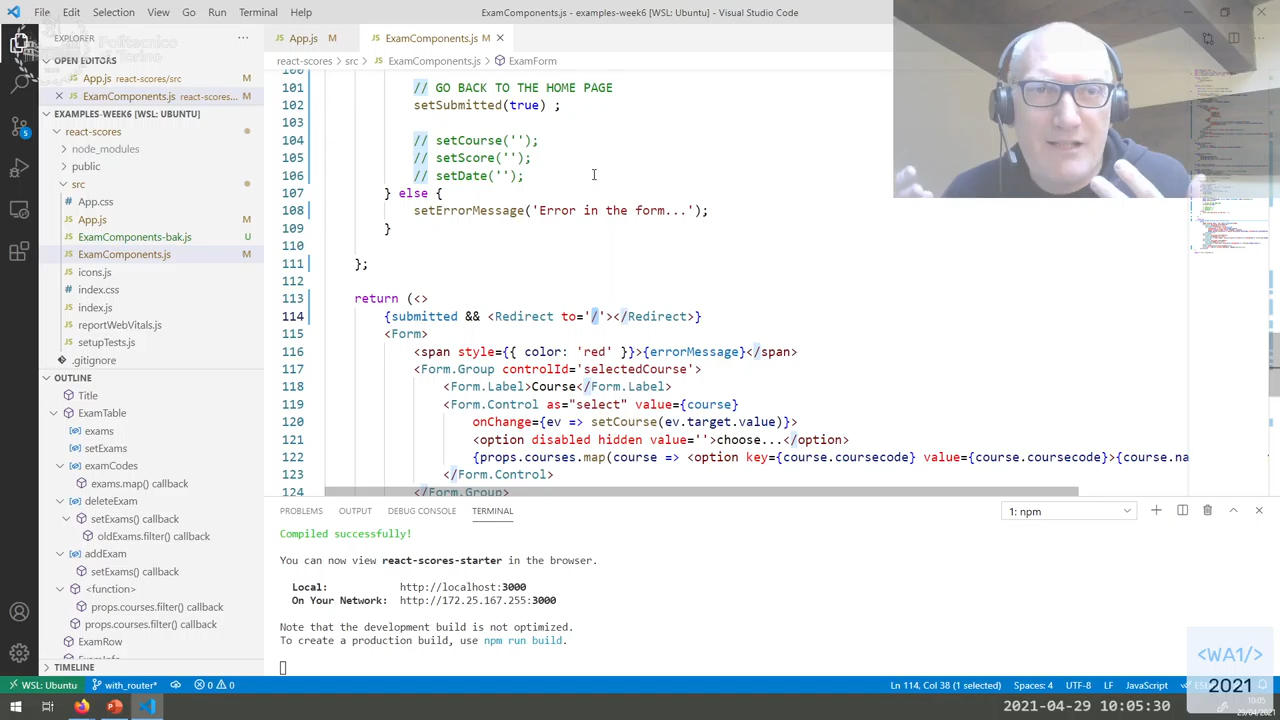 File Edit Selection View Go Run Terminal Help
ExamComponents.js - examples-week6 [WSL: Ubuntu] - Visual Studio Code
EXPLORER
Politecnico
OPEN EDITORS
App.js react-scores/src
ExamComponents.js react-scores... M
EXAMPLES-WEEK6 [WSL: UBUNTU]
react-scores
node_modules
public
src
App.css
App.js M
ExamComponents-bak.js U
ExamComponents.js M
icons.js
index.css
index.js
reportWebVitals.js
setupTests.js
.gitignore
OUTLINE
Title
ExamTable
exams
setExams
examCodes
exams.map() callback
deleteExam
setExams() callback
oldExams.filter() callback
addExam
setExams() callback
<function>
props.courses.filter() callback
props.courses.filter() callback
ExamRow
TIMELINE
App.js M
ExamComponents.js M
react-scores > src > ExamComponents.js > ExamForm
100
101 // GO BACK TO THE HOME PAGE
102 setSubmitted(true) ;
103
104 // setCourse('');
105 // setScore('');
106 // setDate('');
107 } else {
108 setErrorMessage('Error in the form...');
109 }
110
111 };
112
113 return (<>
114 {submitted && <Redirect to='/'></Redirect>}
115 <Form>
116 <span style={{ color: 'red' }}>{errorMessage}</span>
117 <Form.Group controlId='selectedCourse'>
118 <Form.Label>Course</Form.Label>
119 <Form.Control as="select" value={course}
120 onChange={ev => setCourse(ev.target.value)}>
121 <option disabled hidden value=''>choose...</option>
122 {props.courses.map(course => <option key={course.coursecode} value={course.coursecode}>{course.na
123 </Form.Control>
124 </Form.Group>
PROBLEMS OUTPUT DEBUG CONSOLE TERMINAL
1: npm
Compiled successfully!
You can now view react-scores-starter in the browser.
Local: http://localhost:3000
On Your Network: http://172.25.167.255:3000
Note that the development build is not optimized.
To create a production build, use npm run build.
<WA1/>
2021
WSL: Ubuntu with_router* 0 0
Ln 114, Col 38 (1 selected) Spaces: 4 UTF-8 LF JavaScript
2021-04-29 10:05:30
10:05
29/04/2021